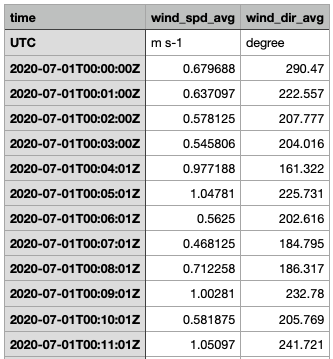 time wind_spd_avg wind_dir_avg
UTC m s-1 degree
2020-07-01T00:00:00Z 0.679688 290.47
2020-07-01T00:01:00Z 0.637097 222.557
2020-07-01T00:02:00Z 0.578125 207.777
2020-07-01T00:03:00Z 0.545806 204.016
2020-07-01T00:04:01Z 0.977188 161.322
2020-07-01T00:05:01Z 1.04781 225.731
2020-07-01T00:06:01Z 0.5625 202.616
2020-07-01T00:07:01Z 0.468125 184.795
2020-07-01T00:08:01Z 0.712258 186.317
2020-07-01T00:09:01Z 1.00281 232.78
2020-07-01T00:10:01Z 0.581875 205.769
2020-07-01T00:11:01Z 1.05097 241.721